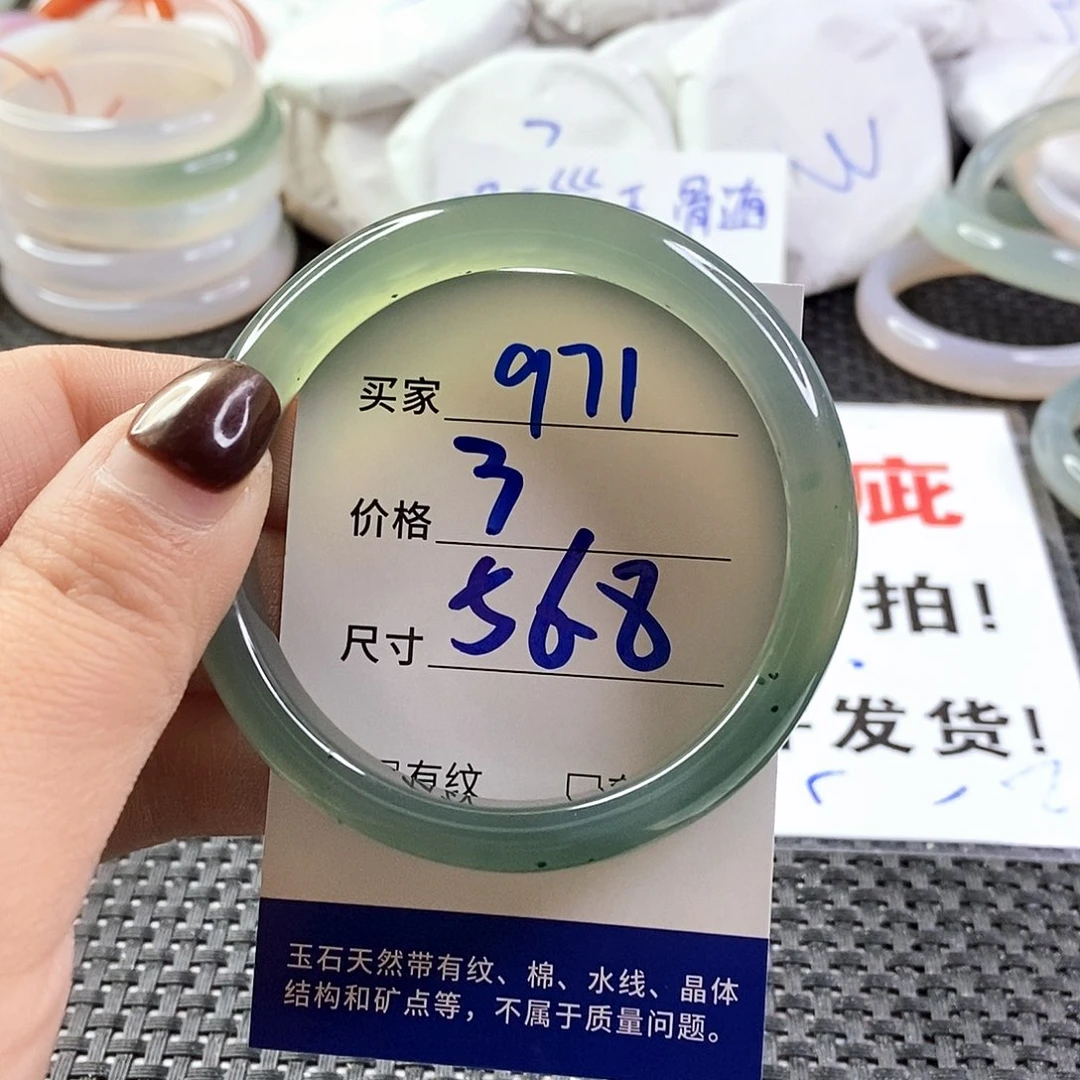 骨遖
买家 971
价格 3
尺寸 568
有纹
玉石天然带有纹、棉、水线、晶体
结构和矿点等，不属于质量问题。
疵
拍!
发货!